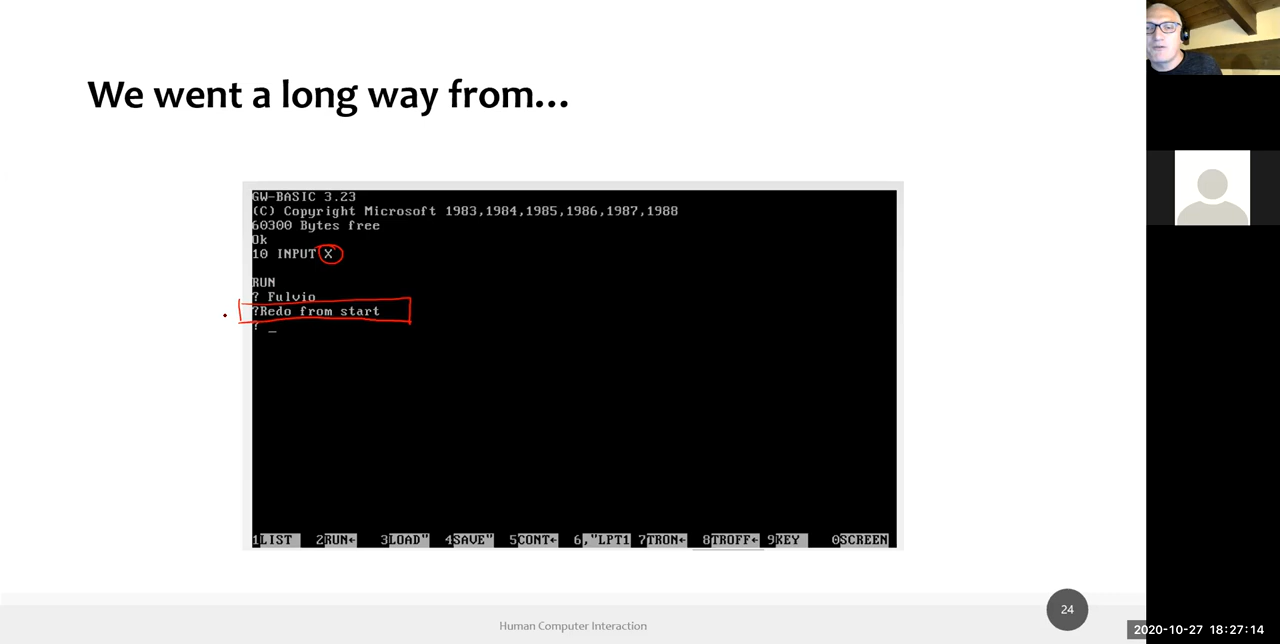 We went a long way from...
GW-BASIC 3.23
(C) Copyright Microsoft 1983,1984,1985,1986,1987,1988
60300 Bytes free
Ok
10 INPUT X
RUN
? Fulvio
?Redo from start
? _
1LIST 2RUN← 3LOAD" 4SAVE" 5CONT← 6,"LPT1 7TRON← 8TROFF← 9KEY 0SCREEN
24
Human Computer Interaction
2020-10-27 18:27:14